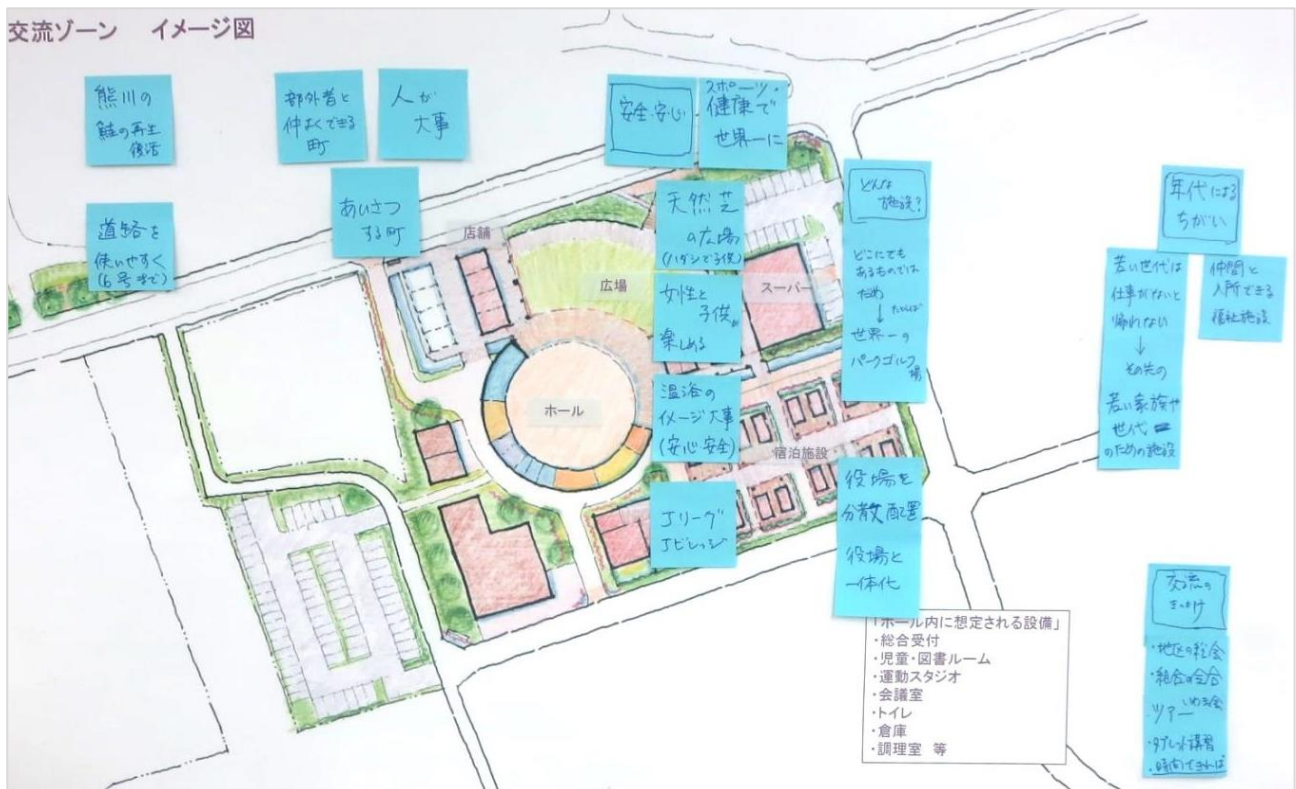 交流ゾーン イメージ図
熊川の
鮭の再生
復活
道路を
使いやすく
(6号まで)
部外者と
仲よくできる
町
人が
大事
あいさつ
する町
安全・安心
スポーツ・
健康で
世界一に
天然芝
の広場
(ハダシで子供)
女性と
子供が
楽しめる
温浴の
イメージ大事
(安心安全)
Jリーグ
Jビレッジ
どんな
施設?
どこにでも
あるものでは
だめ
↓ たとえば
世界一の
パークゴルフ場
役場を
分散配置
役場と
一体化
年代による
ちがい
若い世代は
仕事がないと
帰れない
↓
その先の
若い家族や
世代
のための施設
仲間と
入所できる
福祉施設
交流の
きっかけ
・地区の総会
・組合の会合
・ツアー
・タブレット講習
店舗
広場
スーパー
ホール
宿泊施設
「ホール内に想定される設備」
・総合受付
・児童・図書ルーム
・運動スタジオ
・会議室
・トイレ
・倉庫
・調理室 等